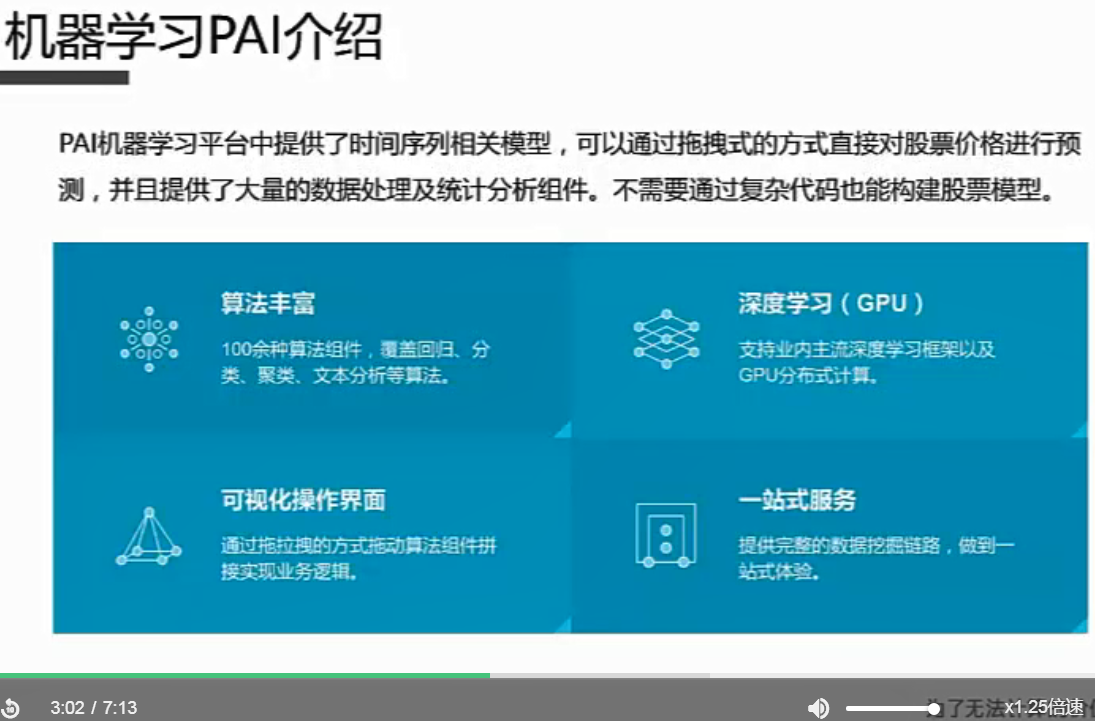 机器学习PAI介绍
PAI机器学习平台中提供了时间序列相关模型，可以通过拖拽式的方式直接对股票价格进行预
测，并且提供了大量的数据处理及统计分析组件。不需要通过复杂代码也能构建股票模型。
算法丰富
100余种算法组件，覆盖回归、分
类、聚类、文本分析等算法。
深度学习（GPU）
支持业内主流深度学习框架以及
GPU分布式计算。
可视化操作界面
通过拖拉拽的方式拖动算法组件拼
接实现业务逻辑。
一站式服务
提供完整的数据挖掘链路，做到一
站式体验。
3:02 / 7:13
x1.25倍速